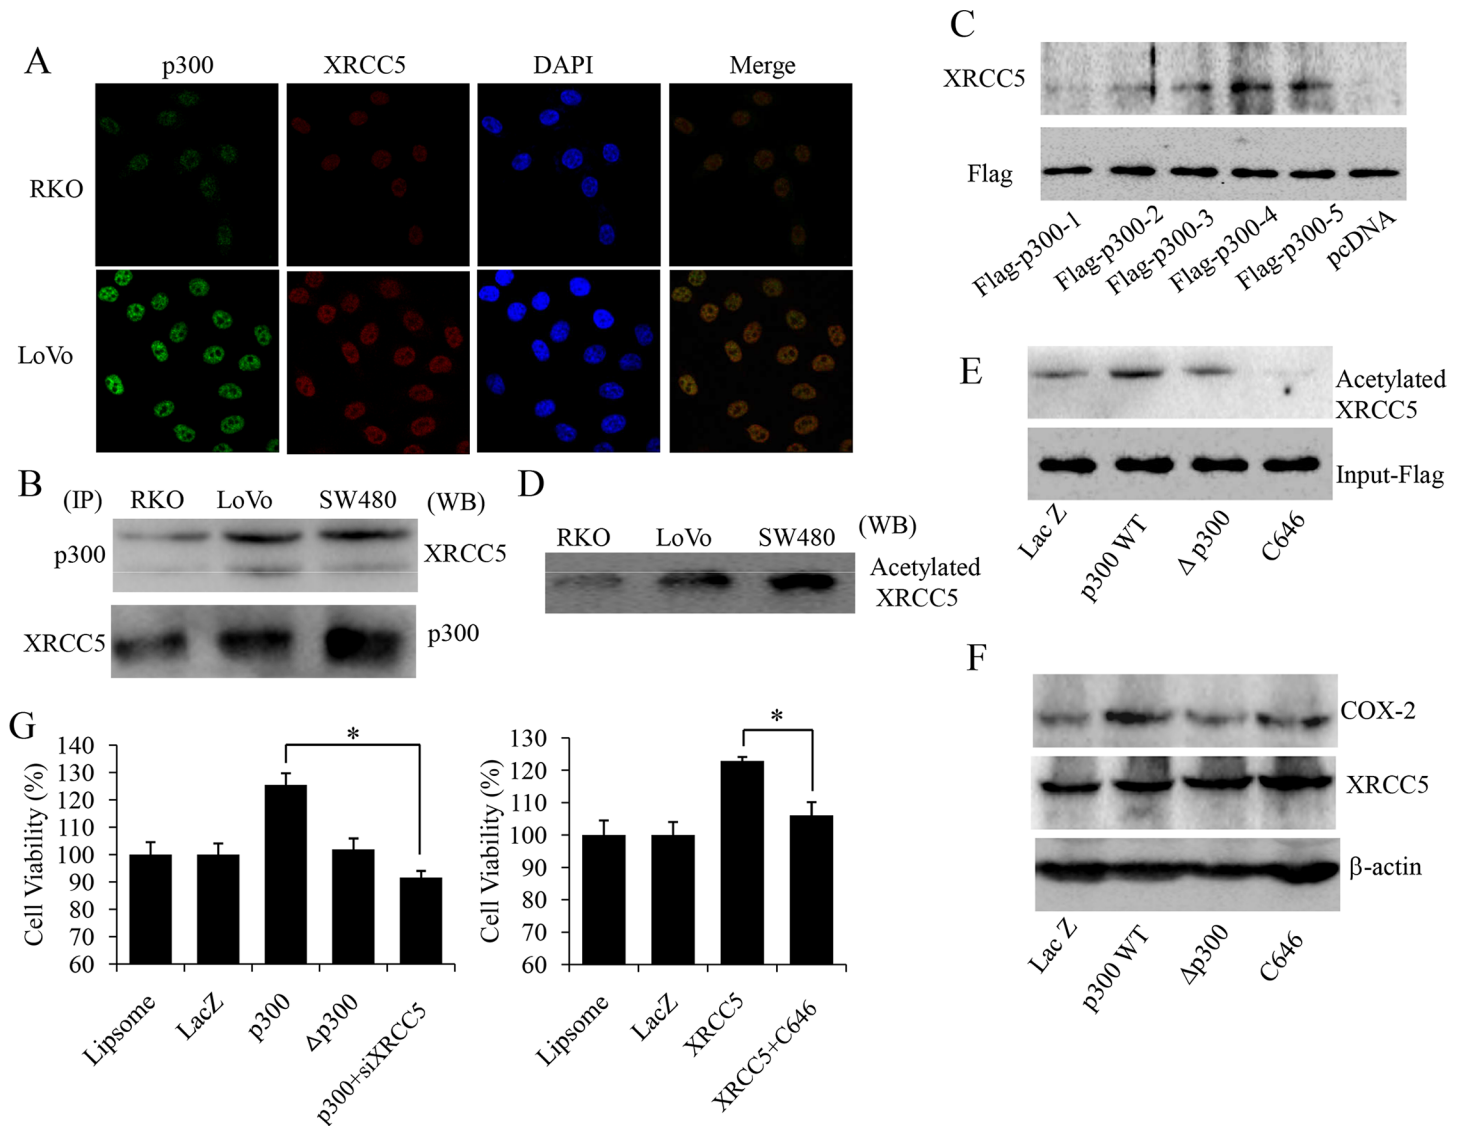 A
p300 XRCC5 DAPI Merge
RKO
LoVo
B
(IP) RKO LoVo SW480 (WB)
p300 XRCC5
XRCC5 p300
C
XRCC5
Flag
Flag-p300-1 Flag-p300-2 Flag-p300-3 Flag-p300-4 Flag-p300-5 pcDNA
D
RKO LoVo SW480 (WB)
Acetylated
XRCC5
E
Acetylated
XRCC5
Input-Flag
Lac Z p300 WT Δ p300 C646
F
COX-2
XRCC5
β-actin
Lac Z p300 WT Δp300 C646
G
Cell Viability (%)
140
130
120
110
100
90
80
70
60
*
Lipsome LacZ p300 Δp300 p300+siXRCC5
Cell Viability (%)
130
120
110
100
90
80
70
60
*
Lipsome LacZ XRCC5 XRCC5+C646